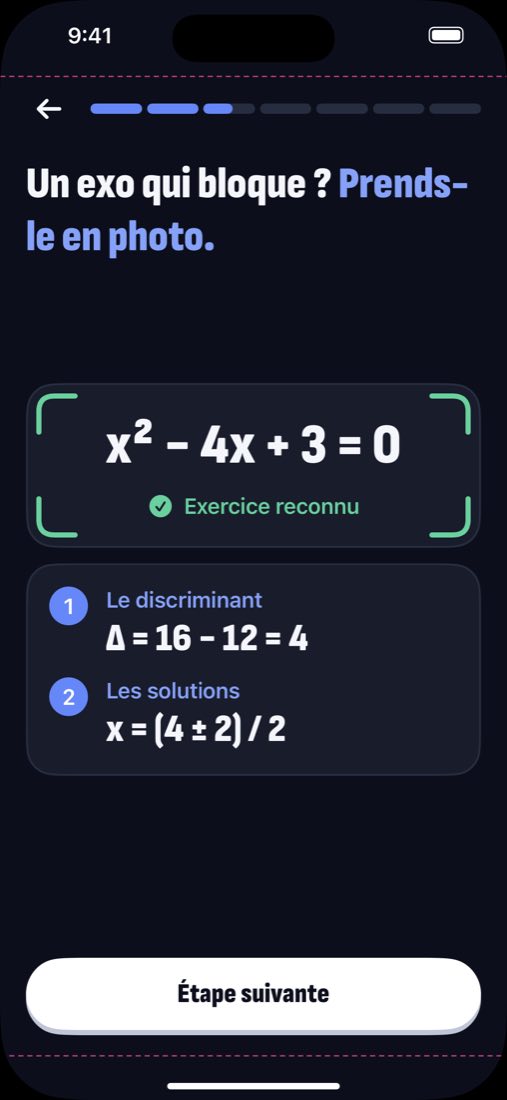 9:41
Un exo qui bloque ? Prends-
le en photo.
x² − 4x + 3 = 0
Exercice reconnu
1 Le discriminant
Δ = 16 − 12 = 4
2 Les solutions
x = (4 ± 2) / 2
Étape suivante